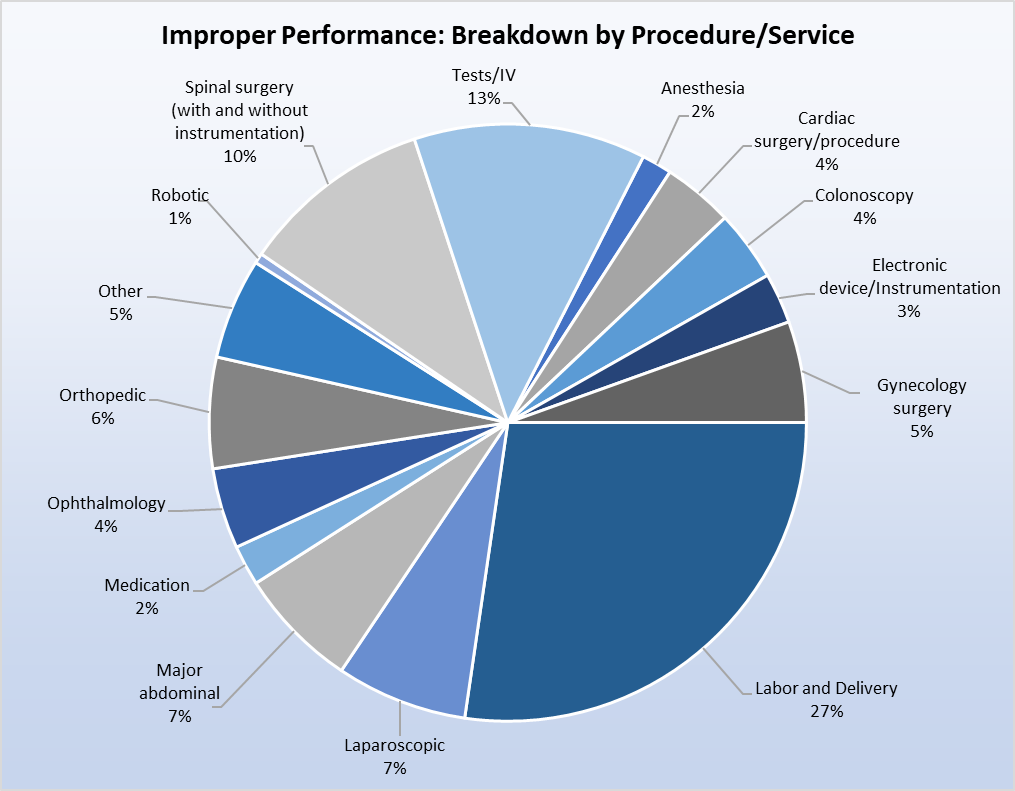 Improper Performance: Breakdown by Procedure/Service
Tests/IV
13%
Anesthesia
2%
Cardiac
surgery/procedure
4%
Colonoscopy
4%
Electronic
device/Instrumentation
3%
Gynecology
surgery
5%
Labor and Delivery
27%
Laparoscopic
7%
Major
abdominal
7%
Medication
2%
Ophthalmology
4%
Orthopedic
6%
Other
5%
Robotic
1%
Spinal surgery
(with and without
instrumentation)
10%